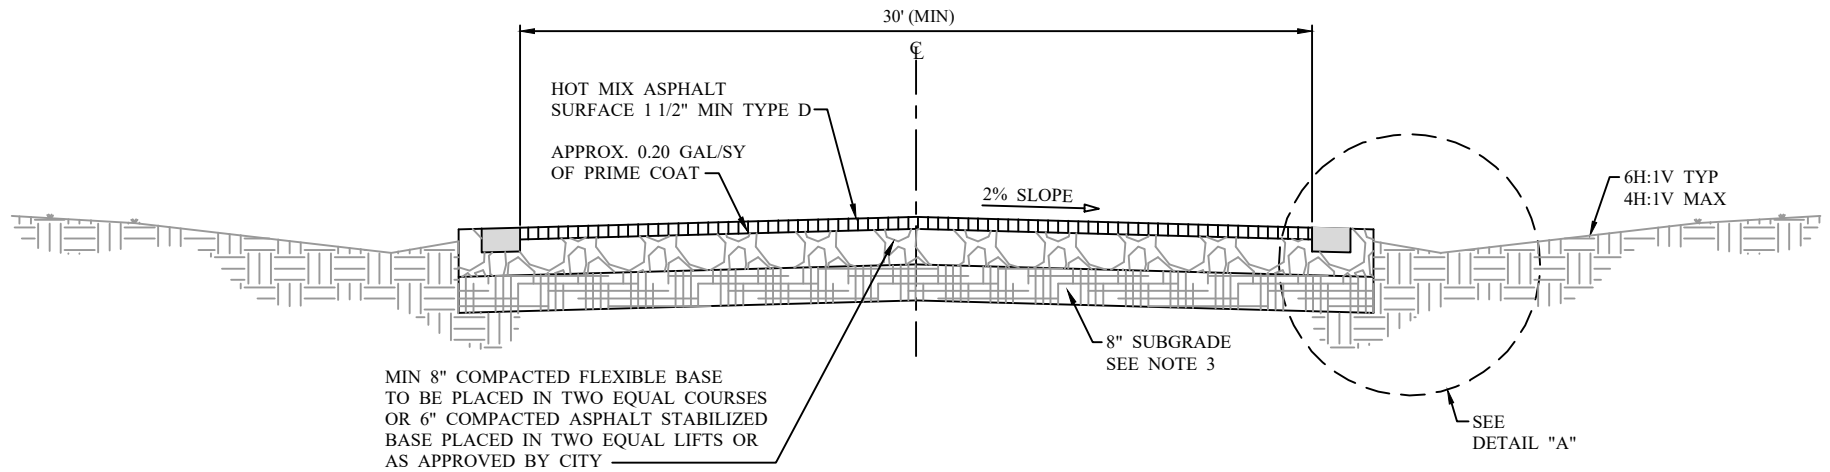 30' (MIN)
℄
HOT MIX ASPHALT
SURFACE 1 1/2" MIN TYPE D
APPROX. 0.20 GAL/SY
OF PRIME COAT
2% SLOPE
6H:1V TYP
4H:1V MAX
8" SUBGRADE
SEE NOTE 3
MIN 8" COMPACTED FLEXIBLE BASE
TO BE PLACED IN TWO EQUAL COURSES
OR 6" COMPACTED ASPHALT STABILIZED
BASE PLACED IN TWO EQUAL LIFTS OR
AS APPROVED BY CITY
SEE
DETAIL "A"